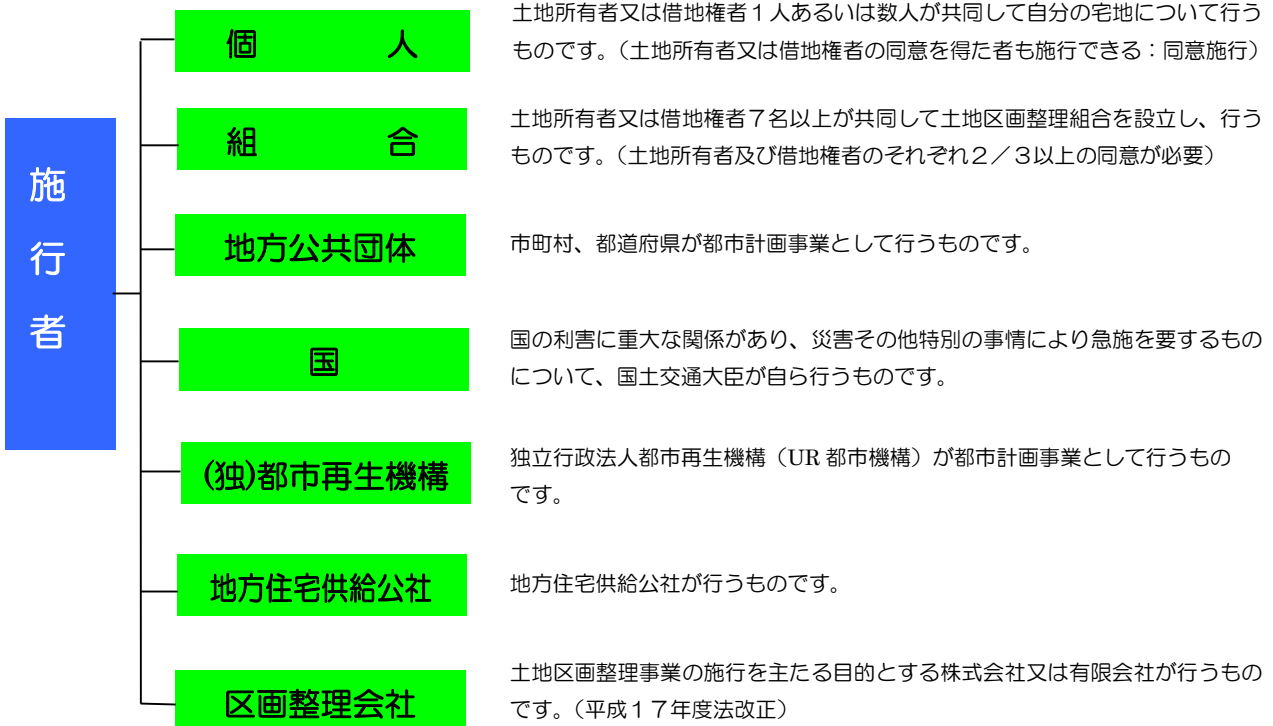 施行者
個人
土地所有者又は借地権者１人あるいは数人が共同して自分の宅地について行う
ものです。（土地所有者又は借地権者の同意を得た者も施行できる：同意施行）
組合
土地所有者又は借地権者７名以上が共同して土地区画整理組合を設立し、行う
ものです。（土地所有者及び借地権者のそれぞれ２／３以上の同意が必要）
地方公共団体
市町村、都道府県が都市計画事業として行うものです。
国
国の利害に重大な関係があり、災害その他特別の事情により急施を要するもの
について、国土交通大臣が自ら行うものです。
(独)都市再生機構
独立行政法人都市再生機構（UR 都市機構）が都市計画事業として行うもの
です。
地方住宅供給公社
地方住宅供給公社が行うものです。
区画整理会社
土地区画整理事業の施行を主たる目的とする株式会社又は有限会社が行うもの
です。（平成１７年度法改正）